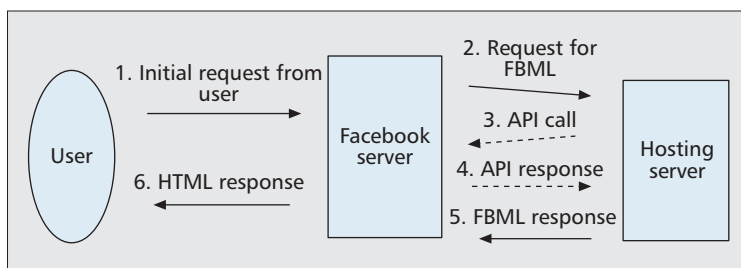 1. Initial request from
user
2. Request for
FBML
3. API call
4. API response
5. FBML response
6. HTML response
User
Facebook
server
Hosting
server